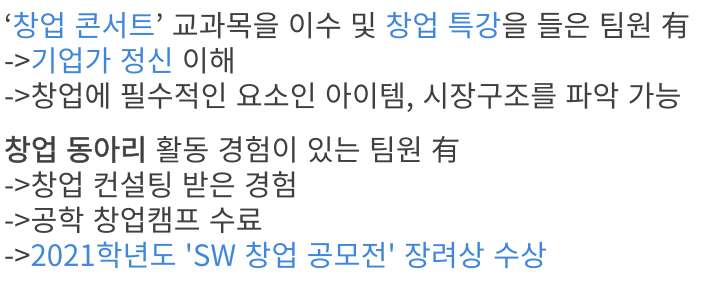 ‘창업 콘서트’ 교과목을 이수 및 창업 특강을 들은 팀원 有
->기업가 정신 이해
->창업에 필수적인 요소인 아이템, 시장구조를 파악 가능
창업 동아리 활동 경험이 있는 팀원 有
->창업 컨설팅 받은 경험
->공학 창업캠프 수료
->2021학년도 'SW 창업 공모전' 장려상 수상